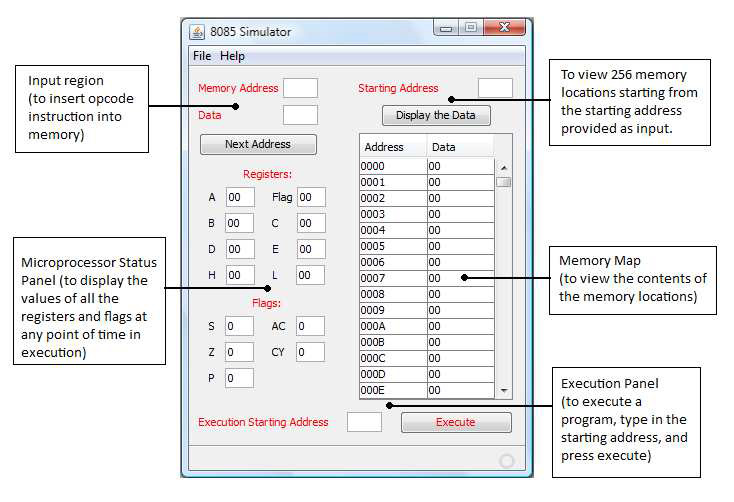 8085 Simulator
File Help
Input region
(to insert opcode
instruction into
memory)
Memory Address
Data
Next Address
Starting Address
Display the Data
To view 256 memory
locations starting from
the starting address
provided as input.
Registers:
A 00 Flag 00
B 00 C 00
D 00 E 00
H 00 L 00
Flags:
S 0 AC 0
Z 0 CY 0
P 0
Microprocessor Status
Panel (to display the
values of all the
registers and flags at
any point of time in
execution)
Address Data
0000 00
0001 00
0002 00
0003 00
0004 00
0005 00
0006 00
0007 00
0008 00
0009 00
000A 00
000B 00
000C 00
000D 00
000E 00
Memory Map
(to view the contents of
the memory locations)
Execution Starting Address
Execute
Execution Panel
(to execute a
program, type in the
starting address, and
press execute)